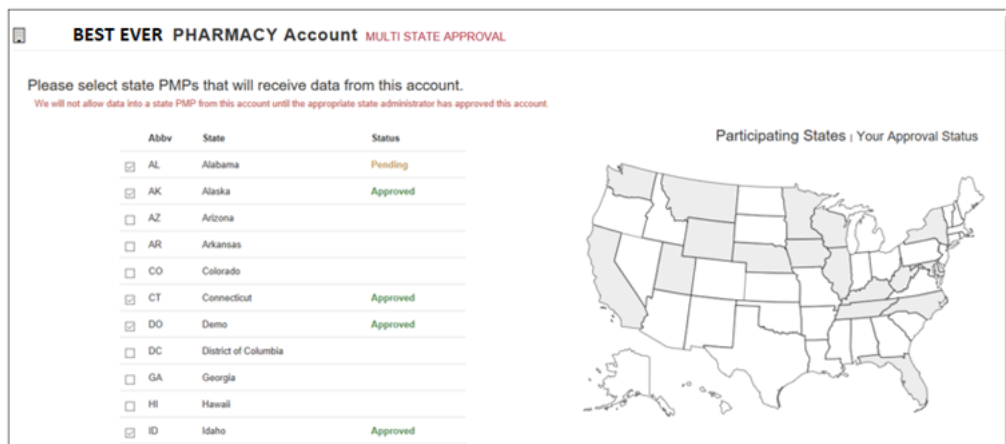 BEST EVER PHARMACY Account MULTI STATE APPROVAL
Please select state PMPs that will receive data from this account.
We will not allow data into a state PMP from this account until the appropriate state administrator has approved this account.
Participating States | Your Approval Status
Abbv State Status
AL Alabama Pending
AK Alaska Approved
AZ Arizona
AR Arkansas
CO Colorado
CT Connecticut Approved
DO Demo Approved
DC District of Columbia
GA Georgia
HI Hawaii
ID Idaho Approved